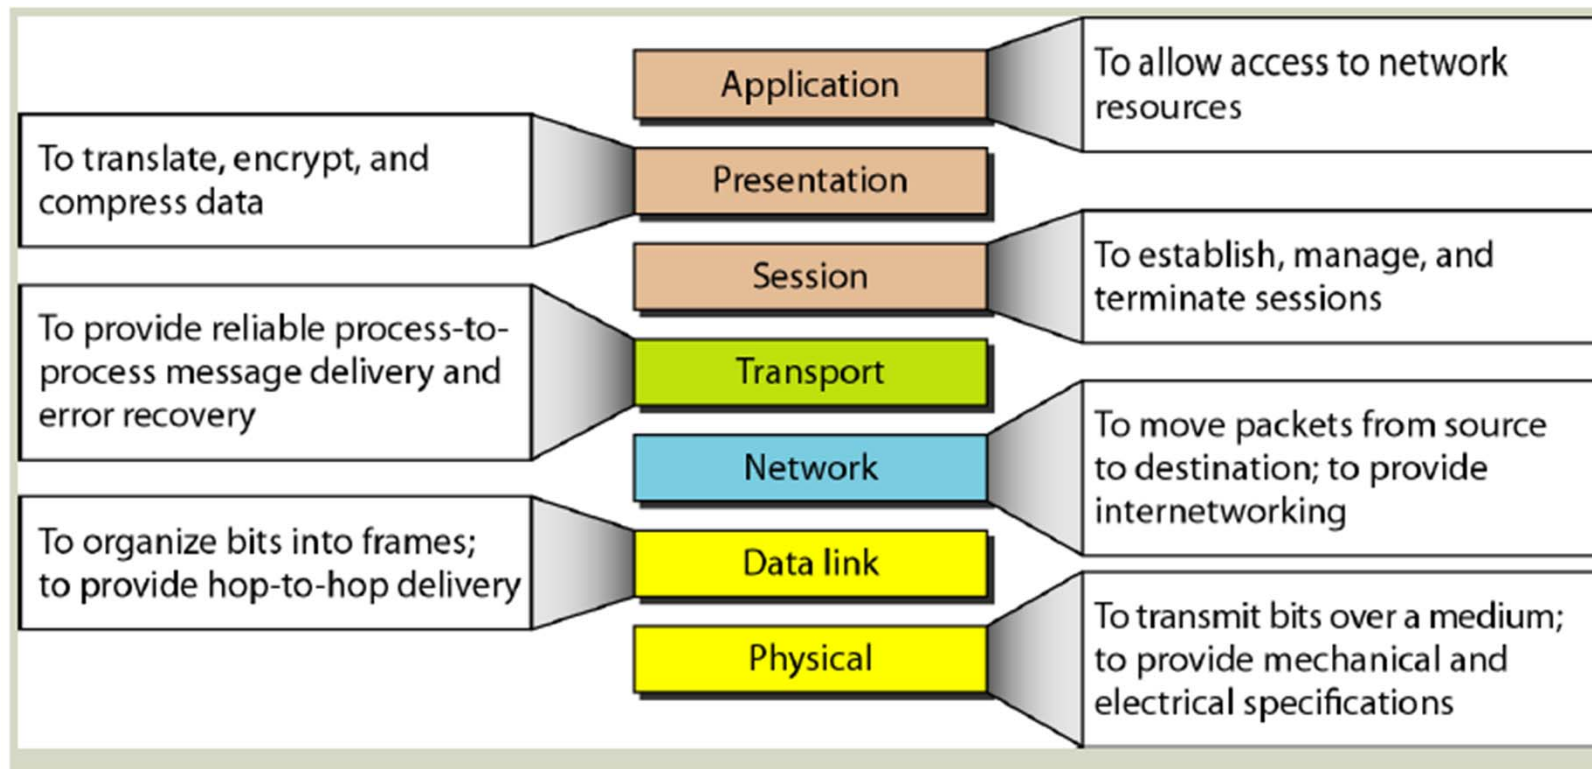 Application
To allow access to network
resources
To translate, encrypt, and
compress data
Presentation
Session
To establish, manage, and
terminate sessions
To provide reliable process-to-
process message delivery and
error recovery
Transport
Network
To move packets from source
to destination; to provide
internetworking
To organize bits into frames;
to provide hop-to-hop delivery
Data link
Physical
To transmit bits over a medium;
to provide mechanical and
electrical specifications